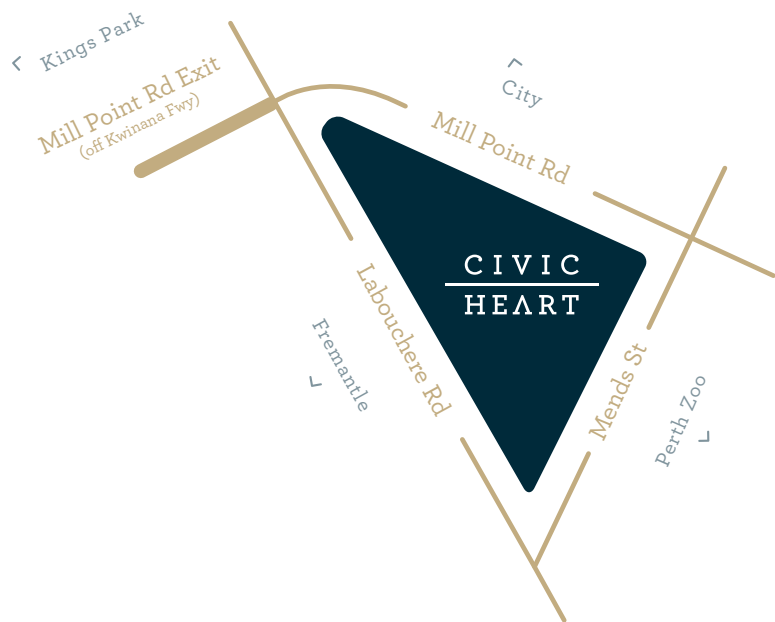 Kings Park
Mill Point Rd Exit
(off Kwinana Fwy)
City
Mill Point Rd
CIVIC
HEART
Labouchere Rd
Fremantle
Mends St
Perth Zoo